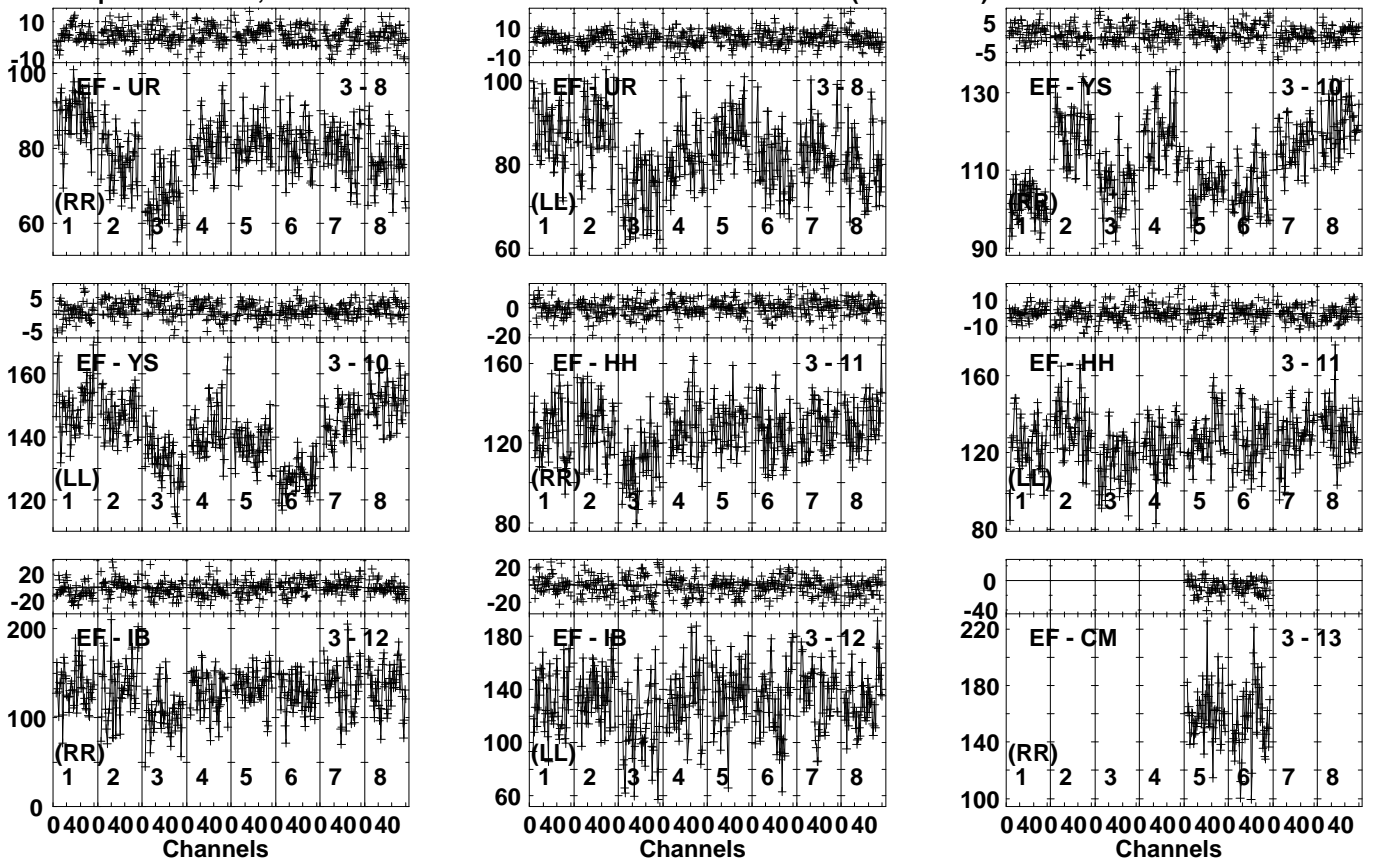 10
-10
100
80
60
EF - UR 3 - 8
(RR)
1 2 3 4 5 6 7 8
10
-10
100
80
60
EF - UR 3 - 8
(LL)
1 2 3 4 5 6 7 8
5
-5
130
110
90
EF - YS 3 - 10
(RR)
1 2 3 4 5 6 7 8
5
-5
160
140
120
EF - YS 3 - 10
(LL)
1 2 3 4 5 6 7 8
0
-20
160
120
80
EF - HH 3 - 11
(RR)
1 2 3 4 5 6 7 8
10
-10
160
120
80
EF - HH 3 - 11
(LL)
1 2 3 4 5 6 7 8
20
-20
200
100
0
EF - IB 3 - 12
(RR)
1 2 3 4 5 6 7 8
20
-20
180
140
100
60
EF - IB 3 - 12
(LL)
1 2 3 4 5 6 7 8
0
-40
220
180
140
100
EF - CM 3 - 13
(RR)
1 2 3 4 5 6 7 8
0 40 0 40 0 40 0 40 0 40 0 40 0 40 0 40
Channels
0 40 0 40 0 40 0 40 0 40 0 40 0 40 0 40
Channels
0 40 0 40 0 40 0 40 0 40 0 40 0 40 0 40
Channels